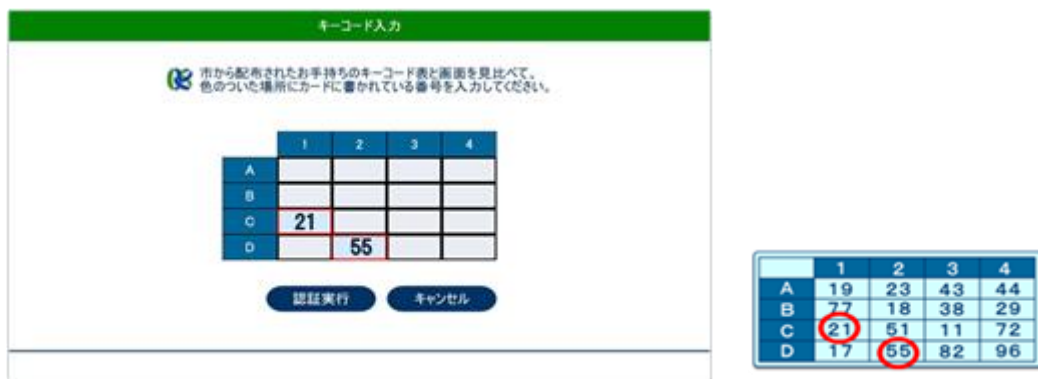 キーコード入力
市から配布されたお手持ちのキーコード表と画面を見比べて、
色のついた場所にカードに書かれている番号を入力してください。
1 2 3 4
A
B
C 21
D 55
認証実行 キャンセル
1 2 3 4
A 19 23 43 44
B 77 18 38 29
C 21 51 11 72
D 17 55 82 96